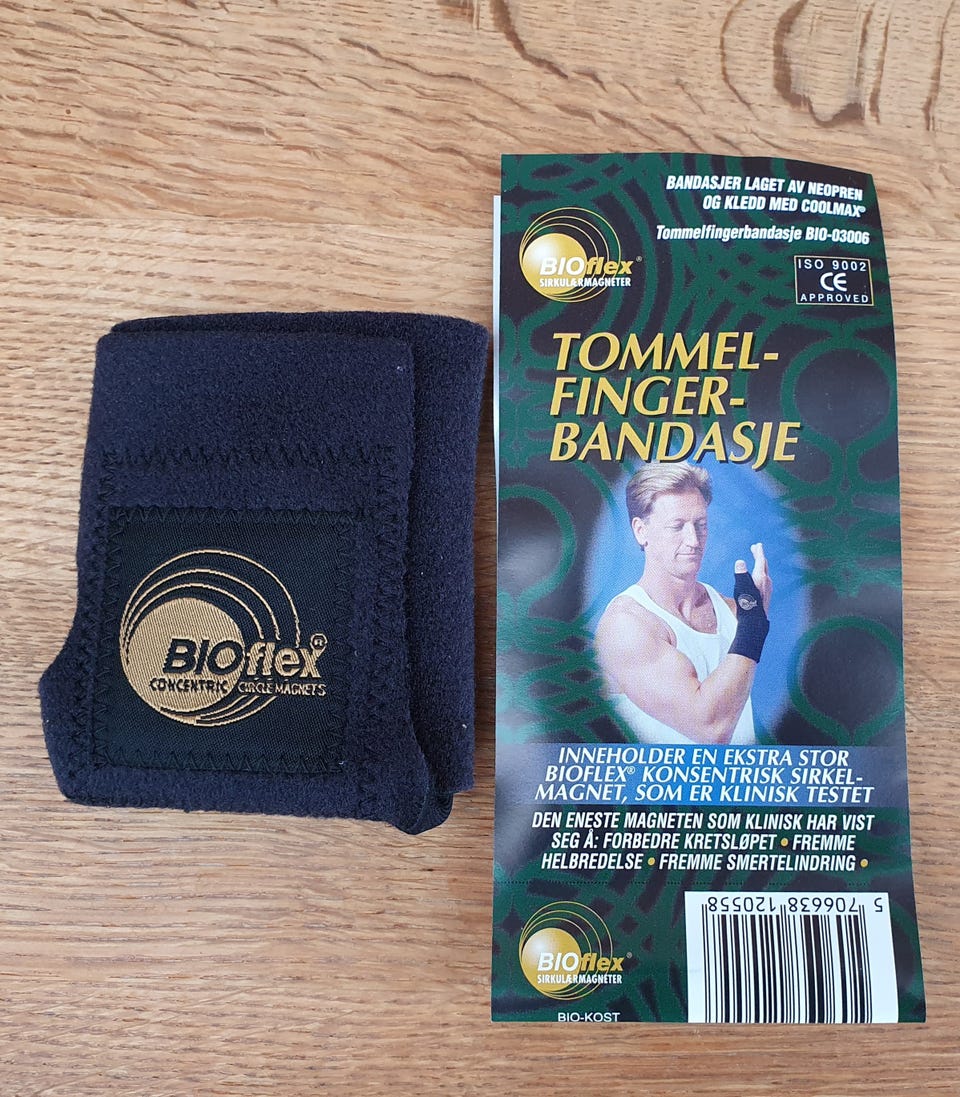 BIOflex®
CONCENTRIC CIRCLE MAGNETS
BANDASJER LAGET AV NEOPREN
OG KLEDD MED COOLMAX®
Tommelfingerbandasje BIO-03006
BIOflex®
SIRKULÆRMAGNETER
ISO 9002
CE
APPROVED
TOMMEL-
FINGER-
BANDASJE
INNEHOLDER EN EKSTRA STOR
BIOFLEX® KONSENTRISK SIRKEL-
MAGNET, SOM ER KLINISK TESTET
DEN ENESTE MAGNETEN SOM KLINISK HAR VIST
SEG Å: FORBEDRE KRETSLØPET • FREMME
HELBREDELSE • FREMME SMERTELINDRING •
5 706638 120558
BIOflex®
SIRKULÆRMAGNETER
BIO-KOST